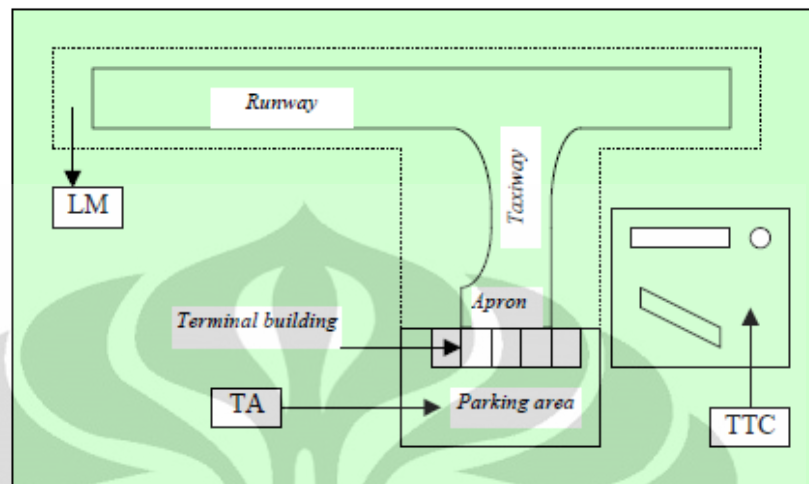 Runway
LM
Taxiway
Apron
Terminal building
TA
Parking area
TTC